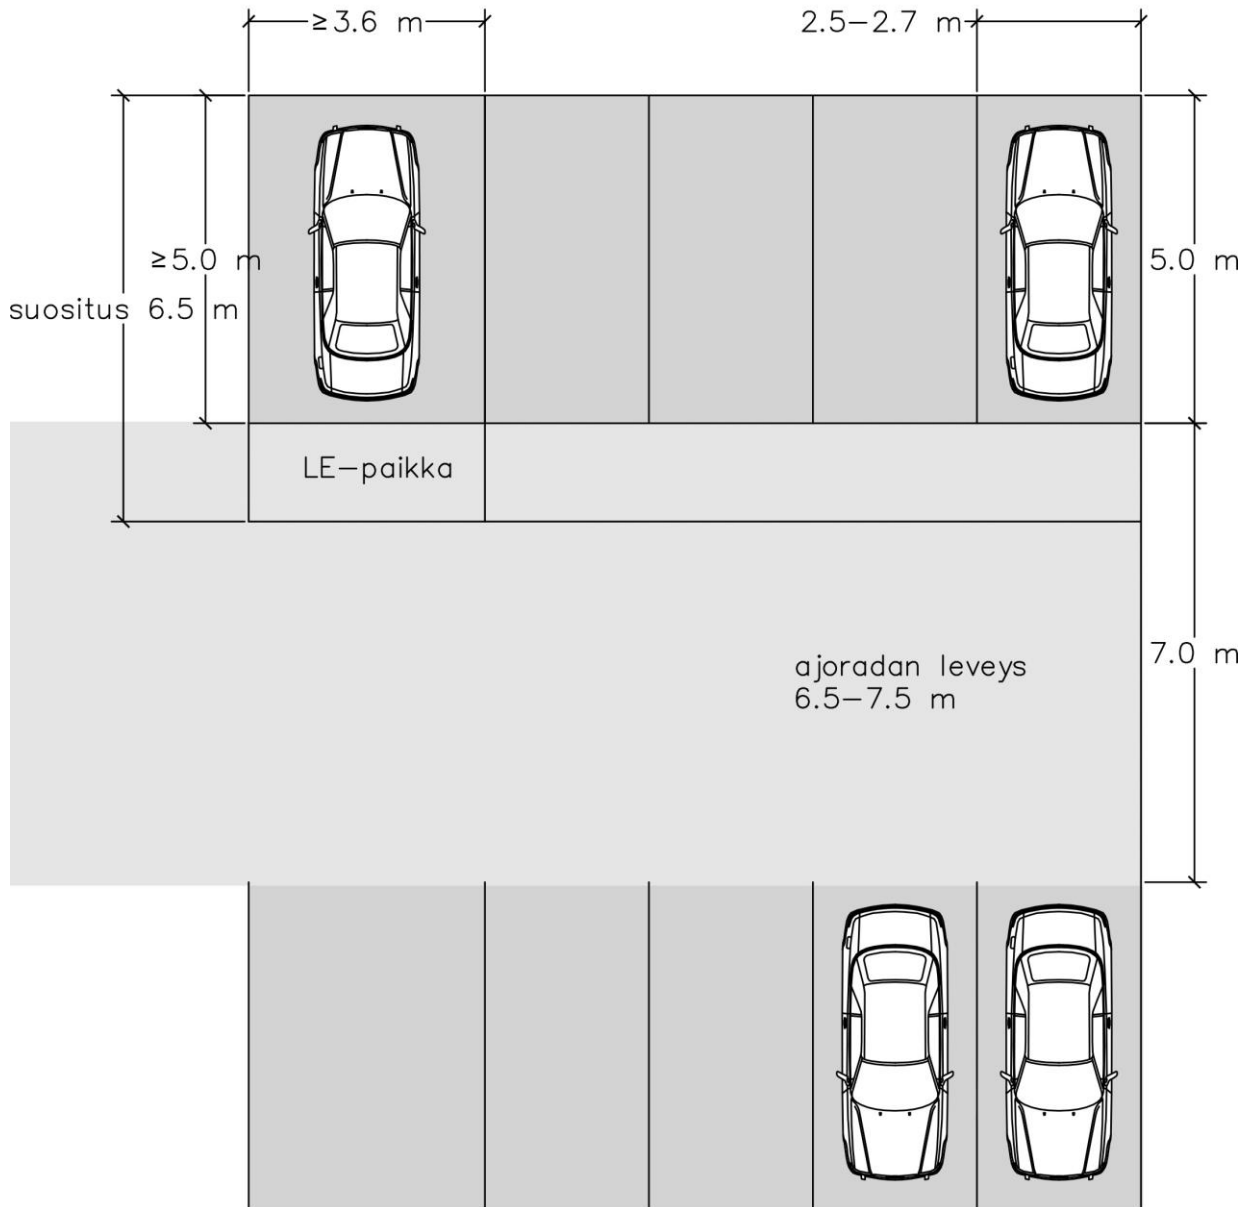 ≥3.6 m
2.5–2.7 m
≥5.0 m
5.0 m
suositus 6.5 m
LE–paikka
7.0 m
ajoradan leveys
6.5–7.5 m